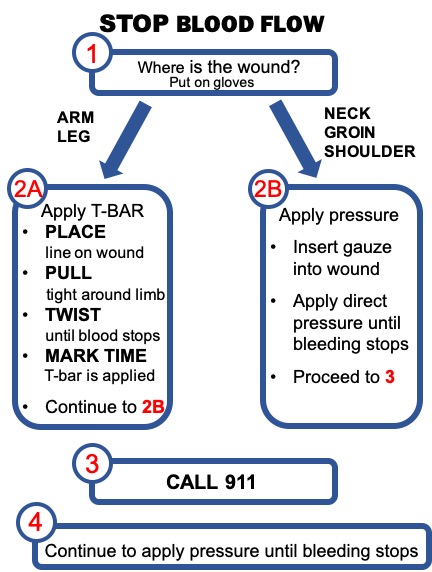 STOP BLOOD FLOW
1
Where is the wound?
Put on gloves
ARM
LEG
NECK
GROIN
SHOULDER
2A
Apply T-BAR
• PLACE
line on wound
• PULL
tight around limb
• TWIST
until blood stops
• MARK TIME
T-bar is applied
• Continue to 2B
2B
Apply pressure
• Insert gauze
into wound
• Apply direct
pressure until
bleeding stops
• Proceed to 3
3
CALL 911
4
Continue to apply pressure until bleeding stops